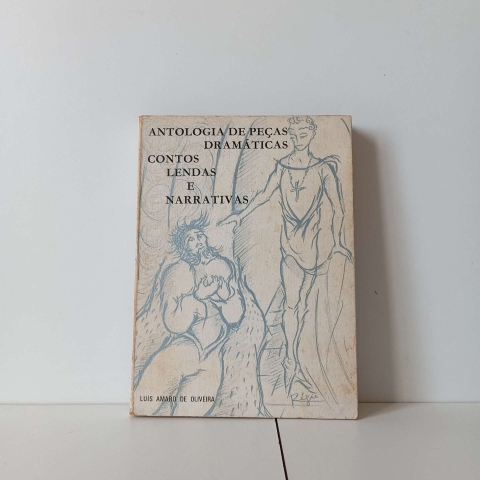 ANTOLOGIA DE PEÇAS
DRAMÁTICAS
CONTOS
LENDAS
E
NARRATIVAS
LUÍS AMARO DE OLIVEIRA